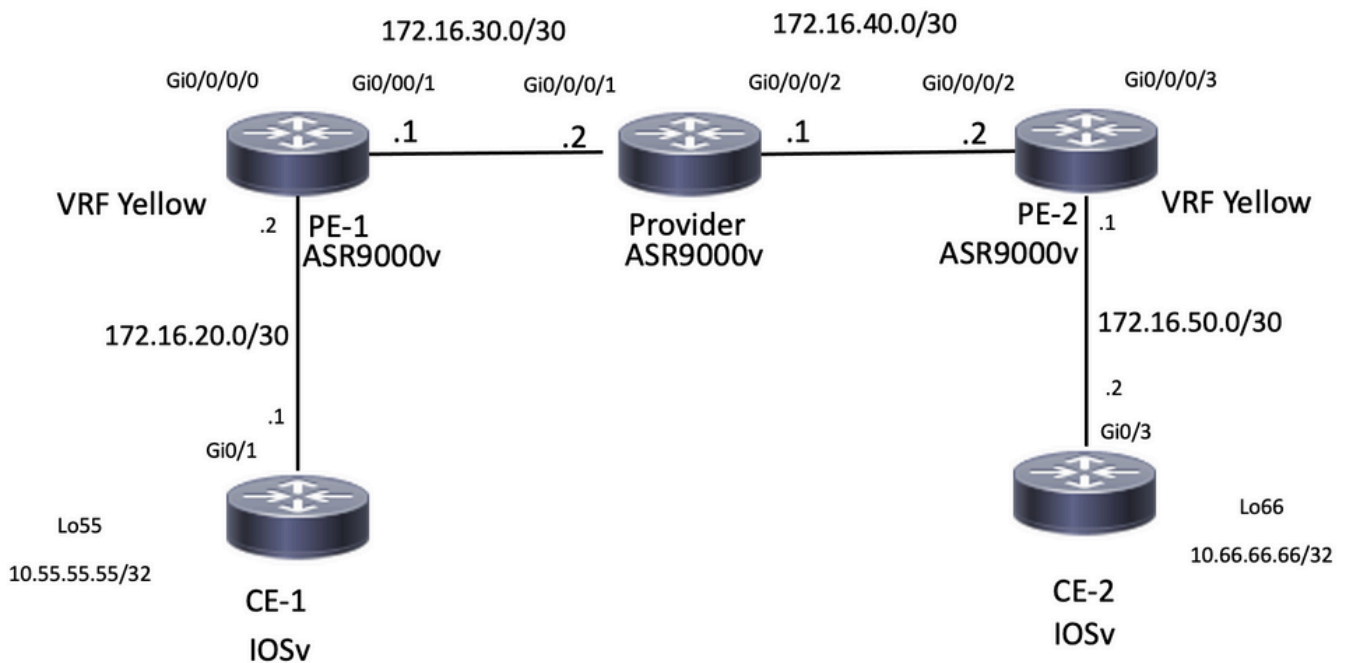 172.16.30.0/30
172.16.40.0/30
Gi0/0/0/0
Gi0/00/1
Gi0/0/0/1
Gi0/0/0/2
Gi0/0/0/2
Gi0/0/0/3
.1
.2
.1
.2
VRF Yellow
.2
PE-1
ASR9000v
Provider
ASR9000v
PE-2
ASR9000v
.1
VRF Yellow
172.16.20.0/30
172.16.50.0/30
.1
Gi0/1
.2
Gi0/3
Lo55
10.55.55.55/32
Lo66
10.66.66.66/32
CE-1
IOSv
CE-2
IOSv